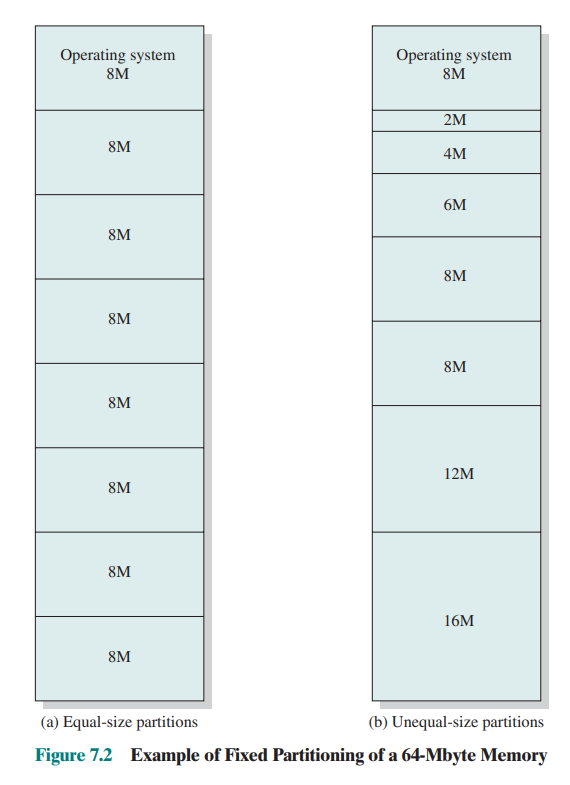 Operating system
8M
8M
8M
8M
8M
8M
8M
8M
(a) Equal-size partitions
Operating system
8M
2M
4M
6M
8M
8M
12M
16M
(b) Unequal-size partitions
Figure 7.2 Example of Fixed Partitioning of a 64-Mbyte Memory